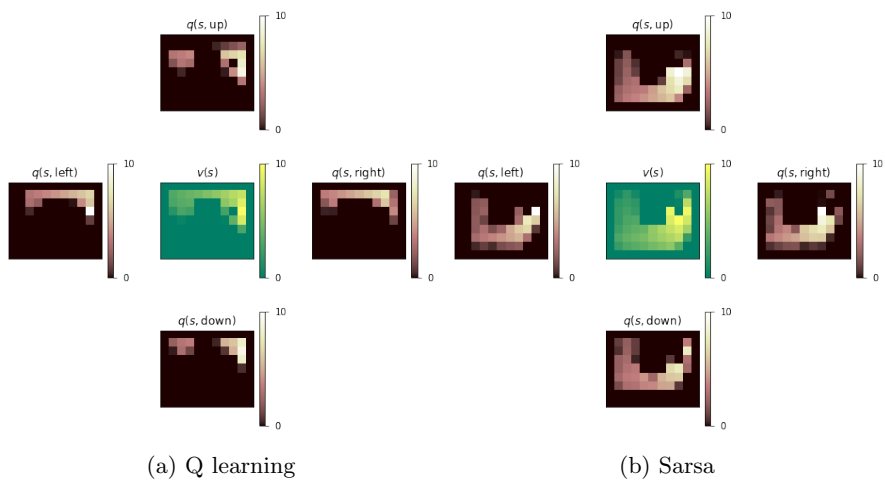 q(s, up)
10
0
q(s, left)
10
0
v(s)
10
0
q(s, right)
10
0
q(s, down)
10
0
(a) Q learning
q(s, up)
10
0
q(s, left)
10
0
v(s)
10
0
q(s, right)
10
0
q(s, down)
10
0
(b) Sarsa